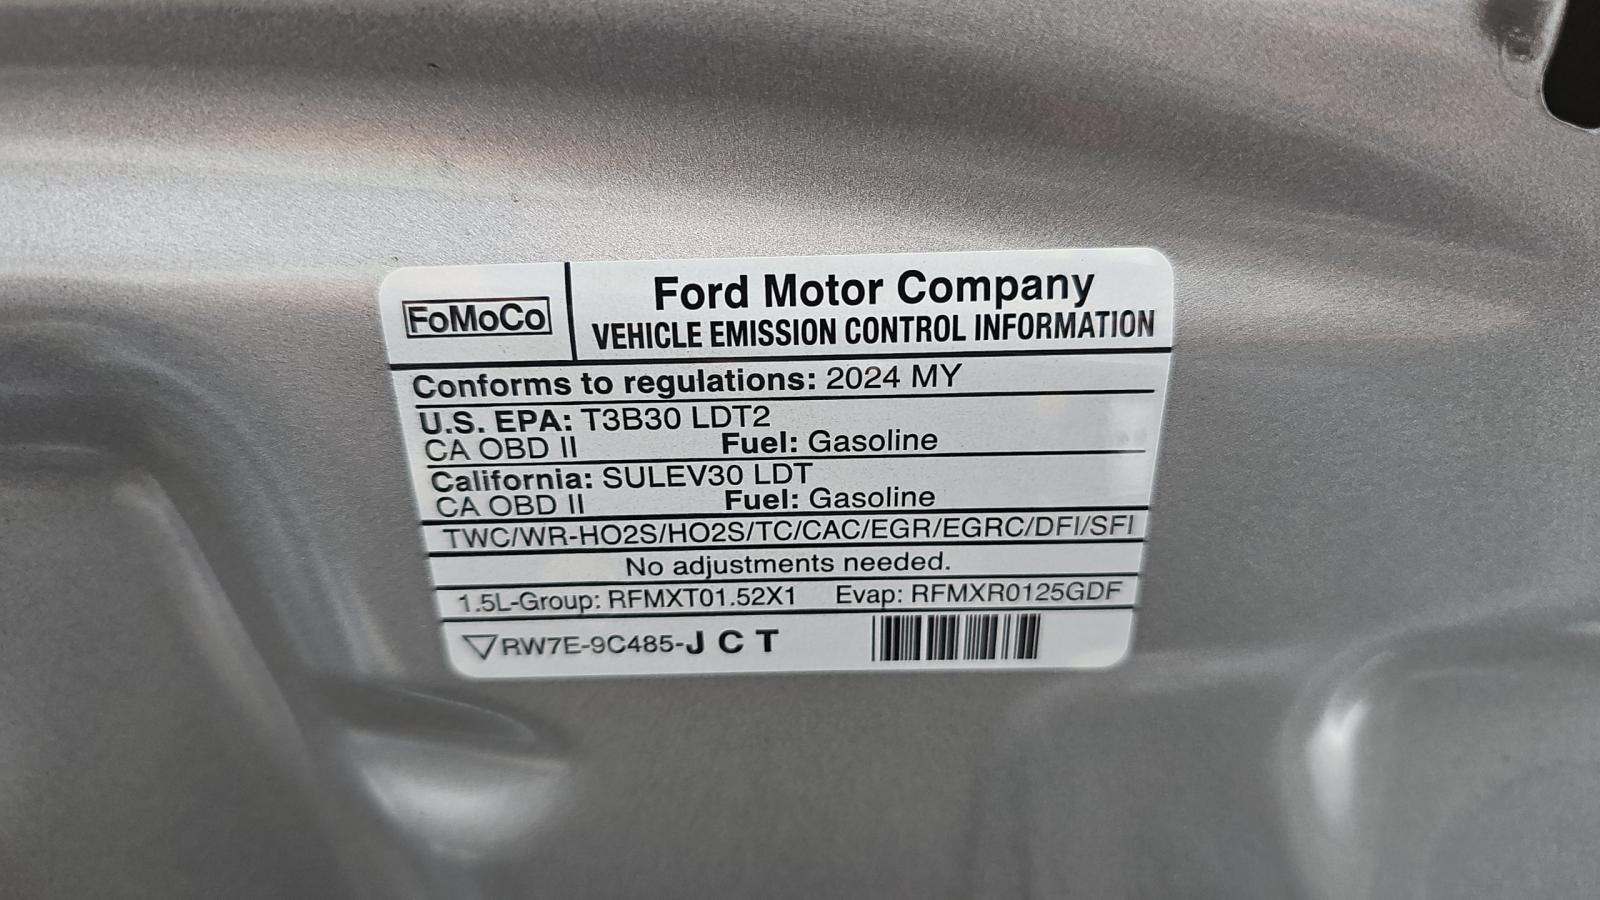 FoMoCo
Ford Motor Company
VEHICLE EMISSION CONTROL INFORMATION
Conforms to regulations: 2024 MY
U.S. EPA: T3B30 LDT2
CA OBD II Fuel: Gasoline
California: SULEV30 LDT
CA OBD II Fuel: Gasoline
TWC/WR-HO2S/HO2S/TC/CAC/EGR/EGRC/DFI/SFI
No adjustments needed.
1.5L-Group: RFMXT01.52X1 Evap: RFMXR0125GDF
RW7E-9C485-J C T